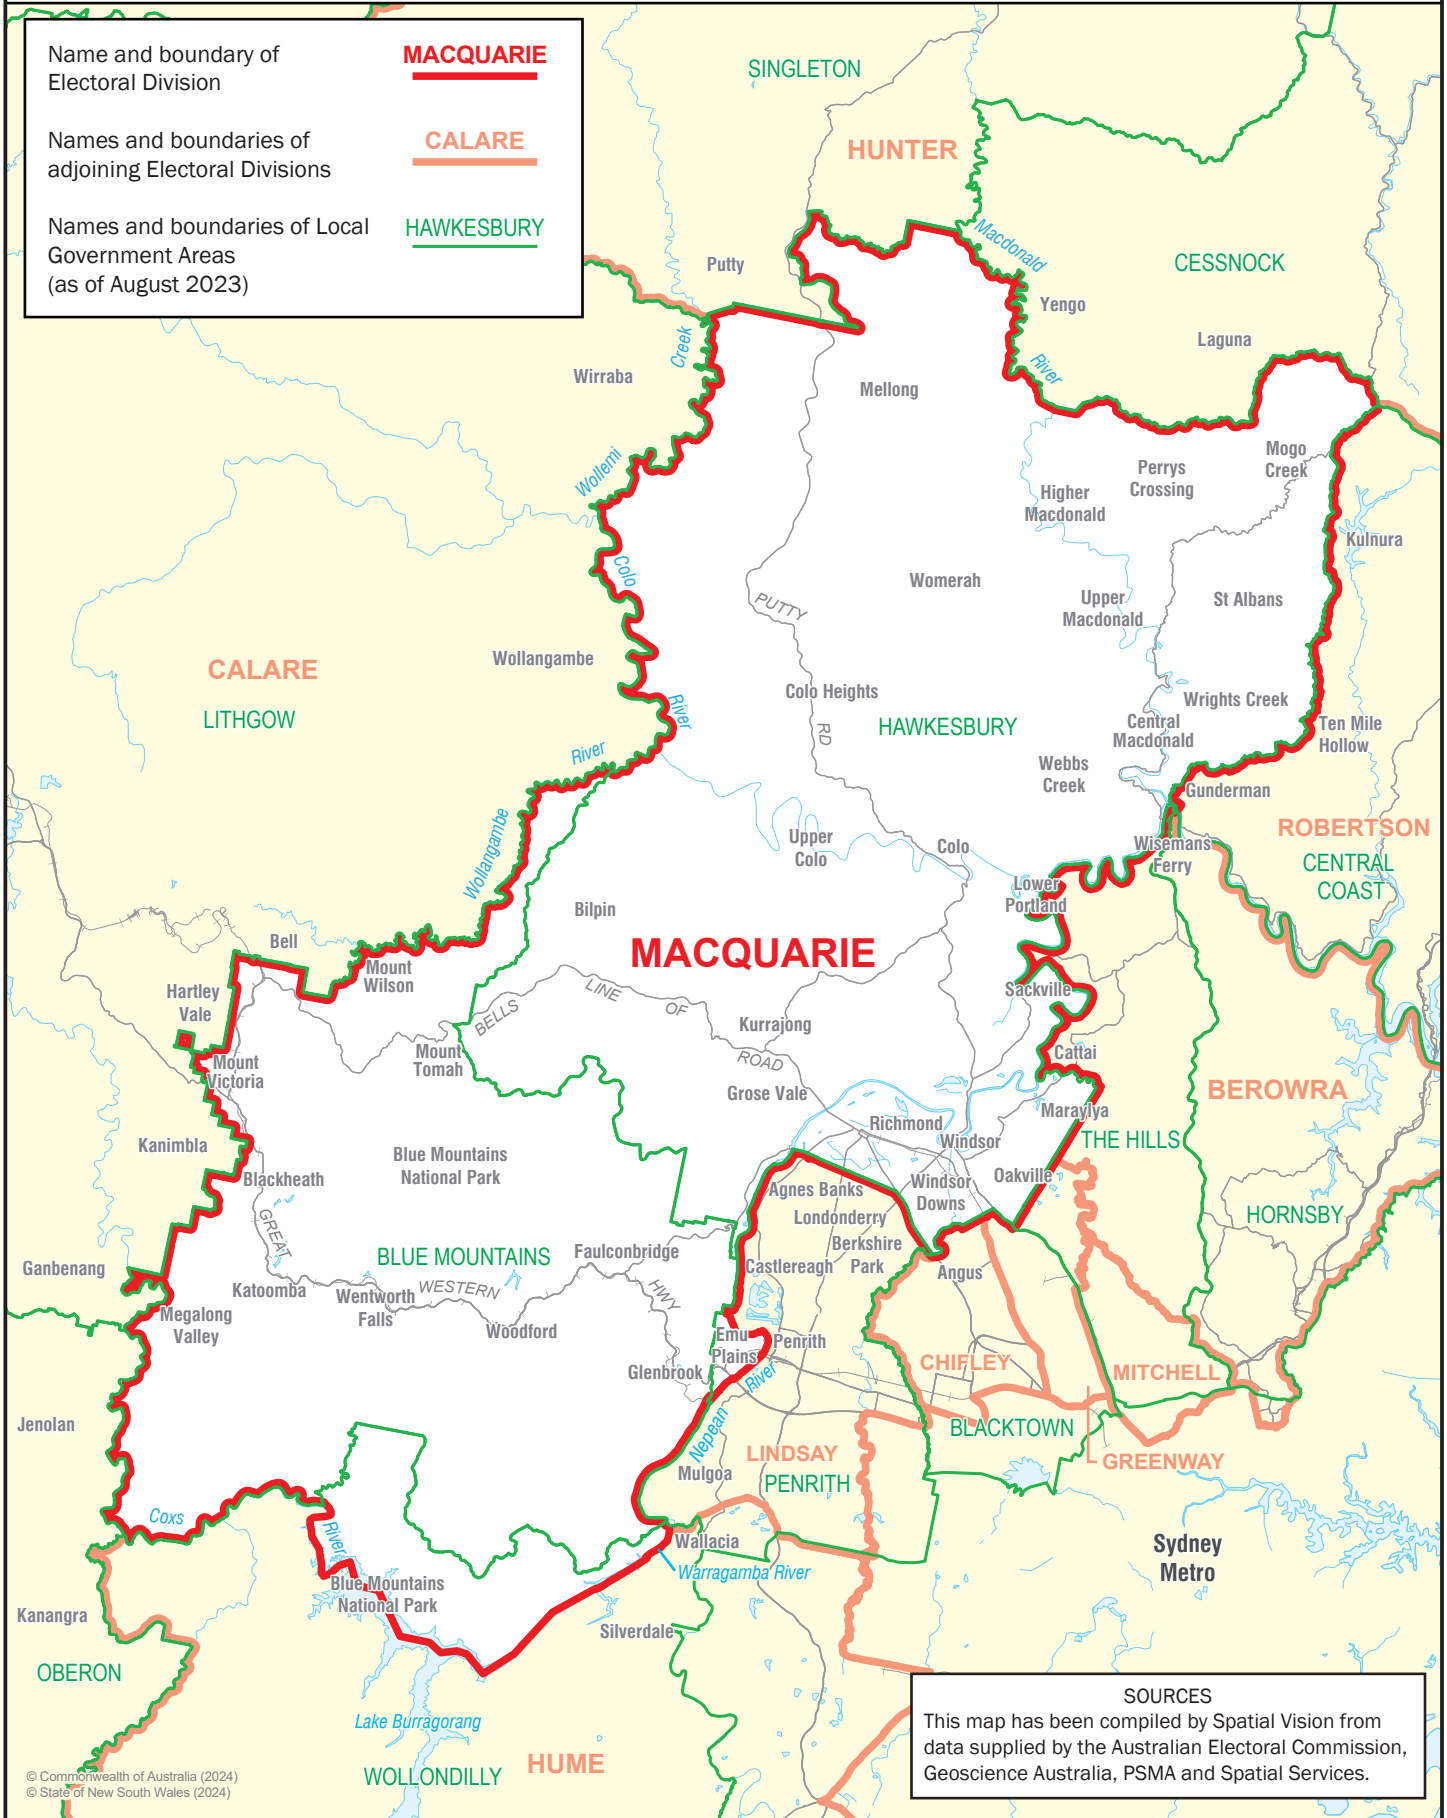 Name and boundary of
Electoral Division
MACQUARIE
Names and boundaries of
adjoining Electoral Divisions
CALARE
Names and boundaries of Local
Government Areas
(as of August 2023)
HAWKESBURY
SINGLETON
HUNTER
Macdonald
CESSNOCK
Putty
Yengo
Creek
Laguna
River
Wirraba
Mellong
Mogo
Creek
Perrys
Crossing
Wollemi
Higher
Macdonald
Kulnura
Colo
Womerah
PUTTY
Upper
Macdonald
St Albans
Wollangambe
CALARE
LITHGOW
Colo Heights
River
RD
HAWKESBURY
Wrights Creek
Central
Macdonald
Ten Mile
Hollow
River
Webbs
Creek
Gunderman
Wollangambe
Upper
Colo
Colo
Wisemans
Ferry
ROBERTSON
CENTRAL
COAST
Lower
Portland
Bilpin
MACQUARIE
Bell
Mount
Wilson
Hartley
Vale
Sackville
BELLS
LINE
OF
ROAD
Kurrajong
Mount
Tomah
Mount
Victoria
Cattai
Grose Vale
BEROWRA
Maraylya
Richmond
Windsor
THE HILLS
Kanimbla
Blue Mountains
National Park
Blackheath
Oakville
Windsor
Downs
Agnes Banks
Londonderry
HORNSBY
GREAT
Berkshire
Park
BLUE MOUNTAINS
Faulconbridge
Castlereagh
Angus
Ganbenang
Katoomba
Wentworth
Falls
WESTERN
HWY
Megalong
Valley
Woodford
Emu
Plains
Penrith
Glenbrook
River
CHIFLEY
MITCHELL
Jenolan
Nepean
BLACKTOWN
LINDSAY
GREENWAY
Mulgoa
PENRITH
Coxs
River
Wallacia
Sydney
Metro
Warragamba River
Blue Mountains
National Park
Kanangra
Silverdale
OBERON
Lake Burragorang
HUME
WOLLONDILLY
SOURCES
This map has been compiled by Spatial Vision from
data supplied by the Australian Electoral Commission,
Geoscience Australia, PSMA and Spatial Services.
© Commonwealth of Australia (2024)
© State of New South Wales (2024)